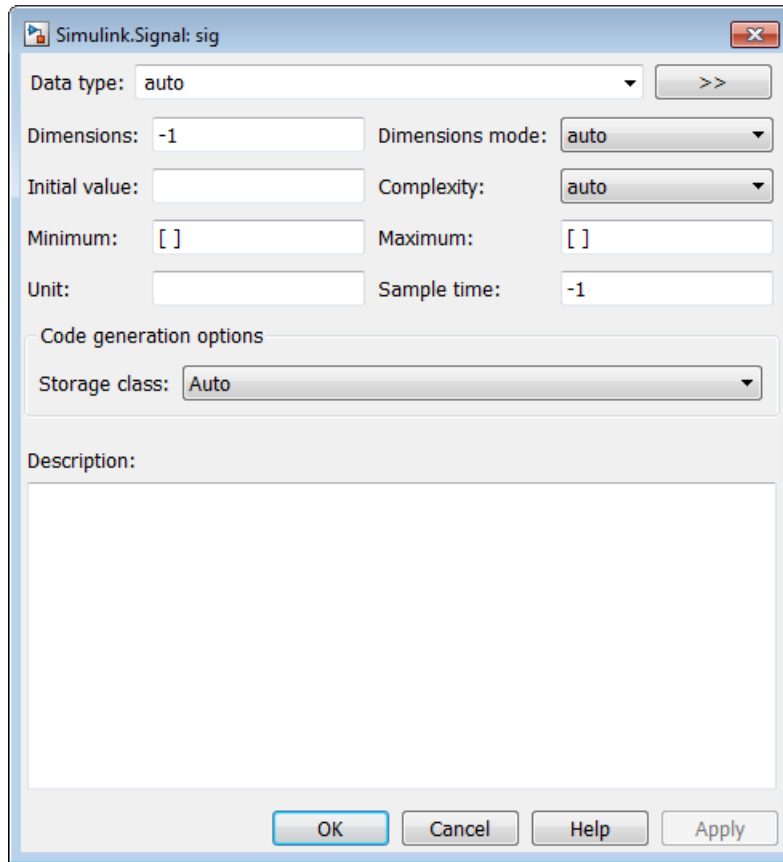 Simulink.Signal: sig
Data type: auto >>
Dimensions: -1 Dimensions mode: auto
Initial value: Complexity: auto
Minimum: [ ] Maximum: [ ]
Unit: Sample time: -1
Code generation options
Storage class: Auto
Description:
OK Cancel Help Apply